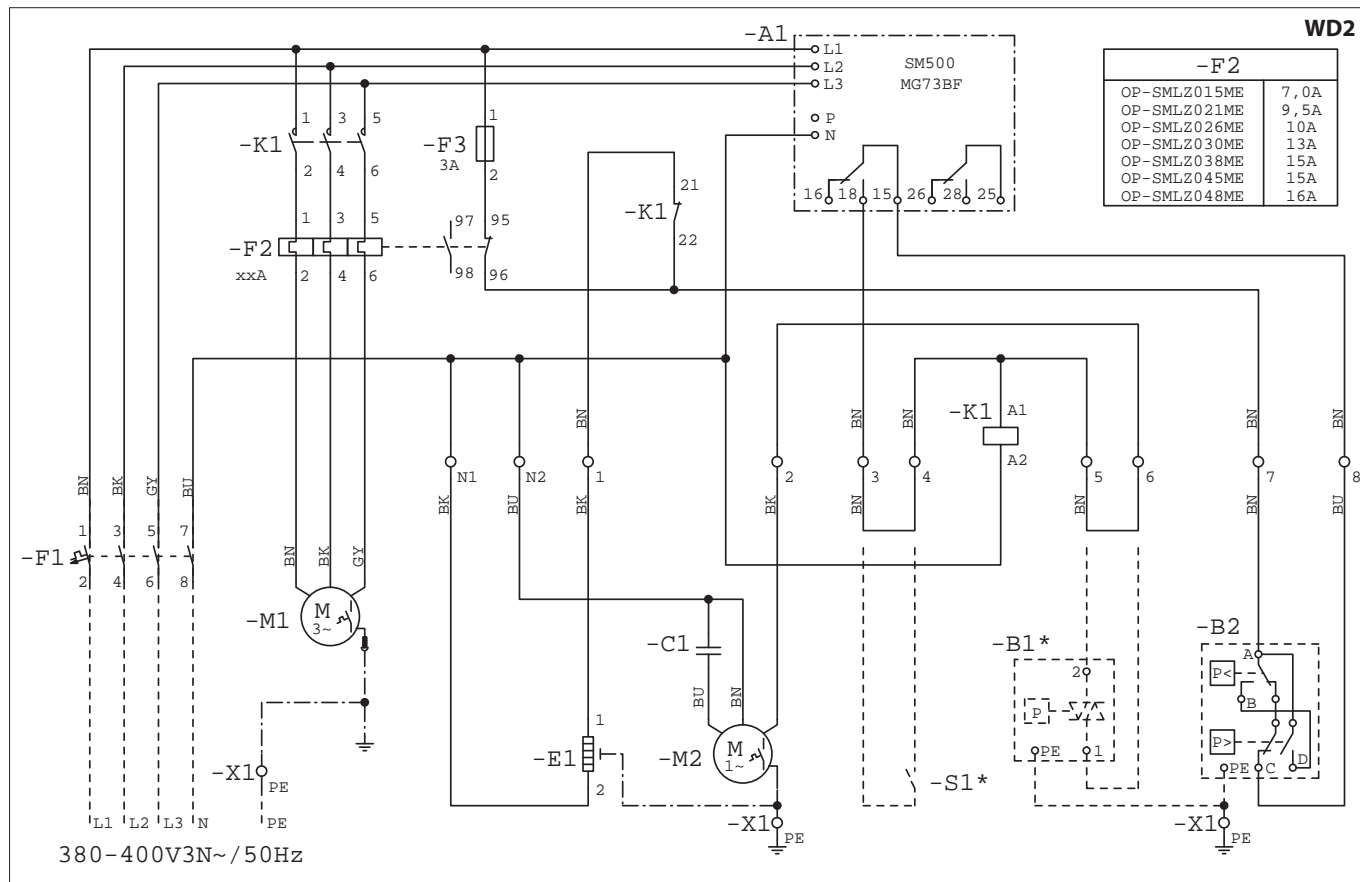 WD2
-A1
L1
L2
L3
SM500
MG73BF
P
N
16 18 15 26 28 25
-F2
OP-SMLZ015ME 7,0A
OP-SMLZ021ME 9,5A
OP-SMLZ026ME 10A
OP-SMLZ030ME 13A
OP-SMLZ038ME 15A
OP-SMLZ045ME 15A
OP-SMLZ048ME 16A
-K1
1 3 5
2 4 6
-F3
3A
1
2
-K1
21
22
-F2
xxA
1 3 5
2 4 6
97 95
98 96
BN BK GY BU
-F1
1 3 5 7
2 4 6 8
BN BK GY
-M1
M
3~
-X1
PE
L1 L2 L3 N PE
380-400V3N~/50Hz
BN BN BN BN BN BN
-K1
A1
A2
N1 N2 1 2 3 4 5 6 7 8
BK BU BK BK BN BN BN BU
-C1
BU BN
-E1
1
2
-M2
M
1~
-X1
PE
-S1*
-B1*
2
P
PE 1
-B2
A
P<
B
P>
PE C D
-X1
PE